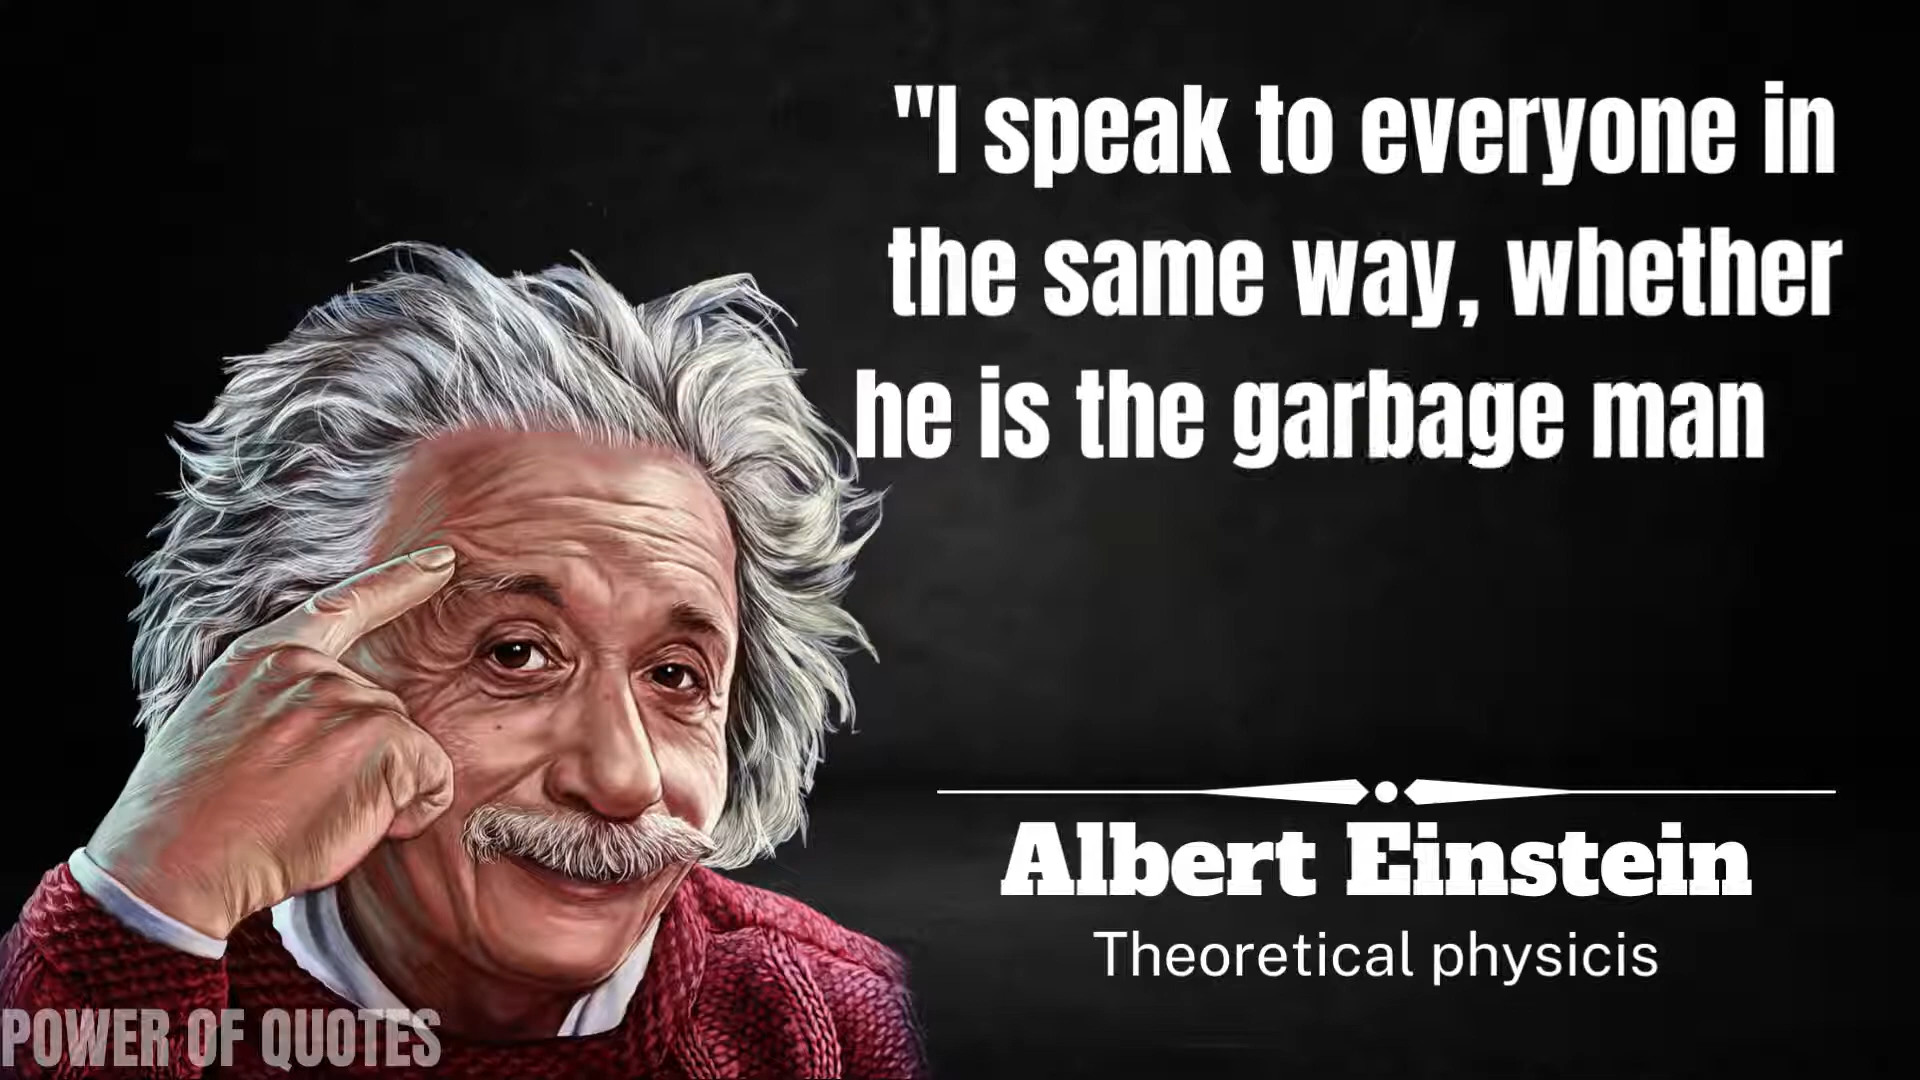 "I speak to everyone in
the same way, whether
he is the garbage man
Albert Einstein
Theoretical physicis
POWER OF QUOTES